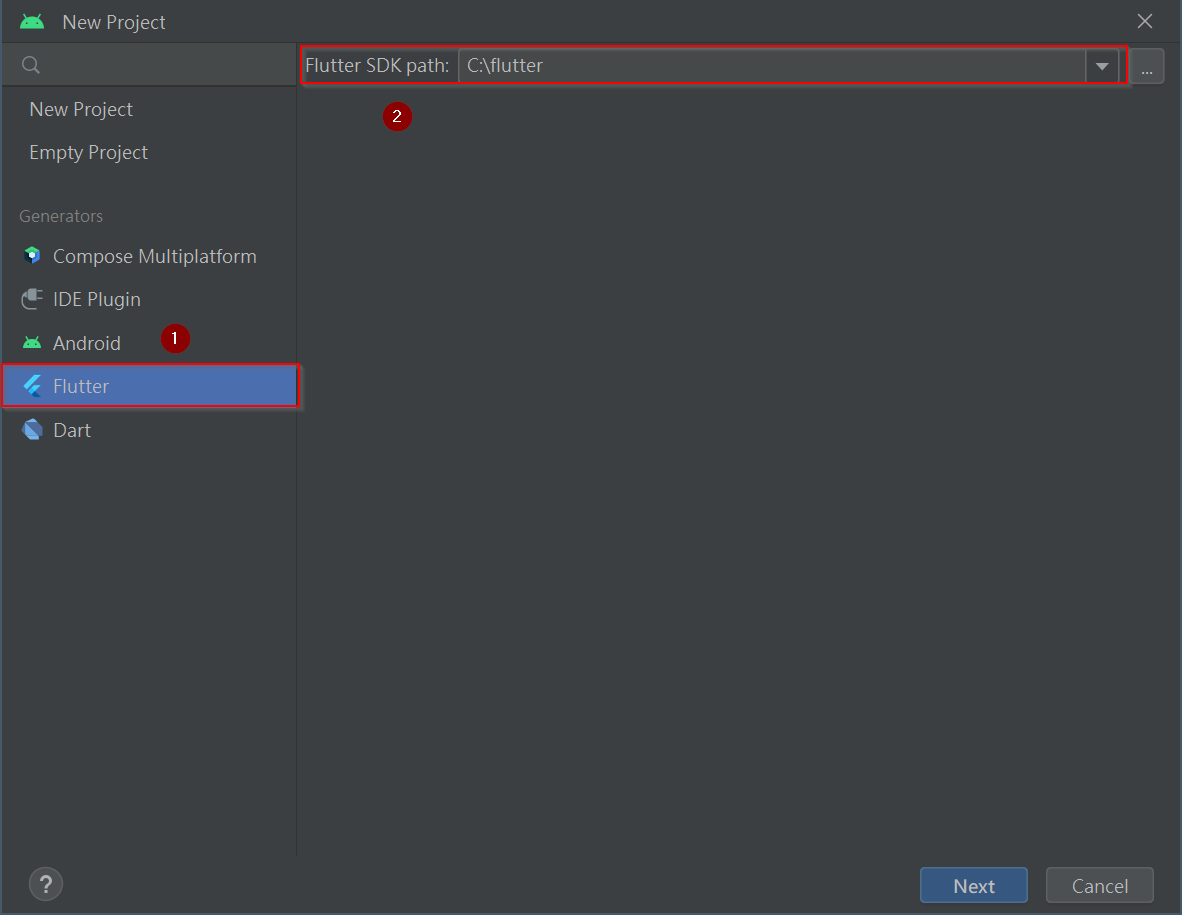 New Project
Flutter SDK path: C:\flutter ...
2
New Project
Empty Project
Generators
Compose Multiplatform
IDE Plugin
Android 1
Flutter
Dart
? Next Cancel